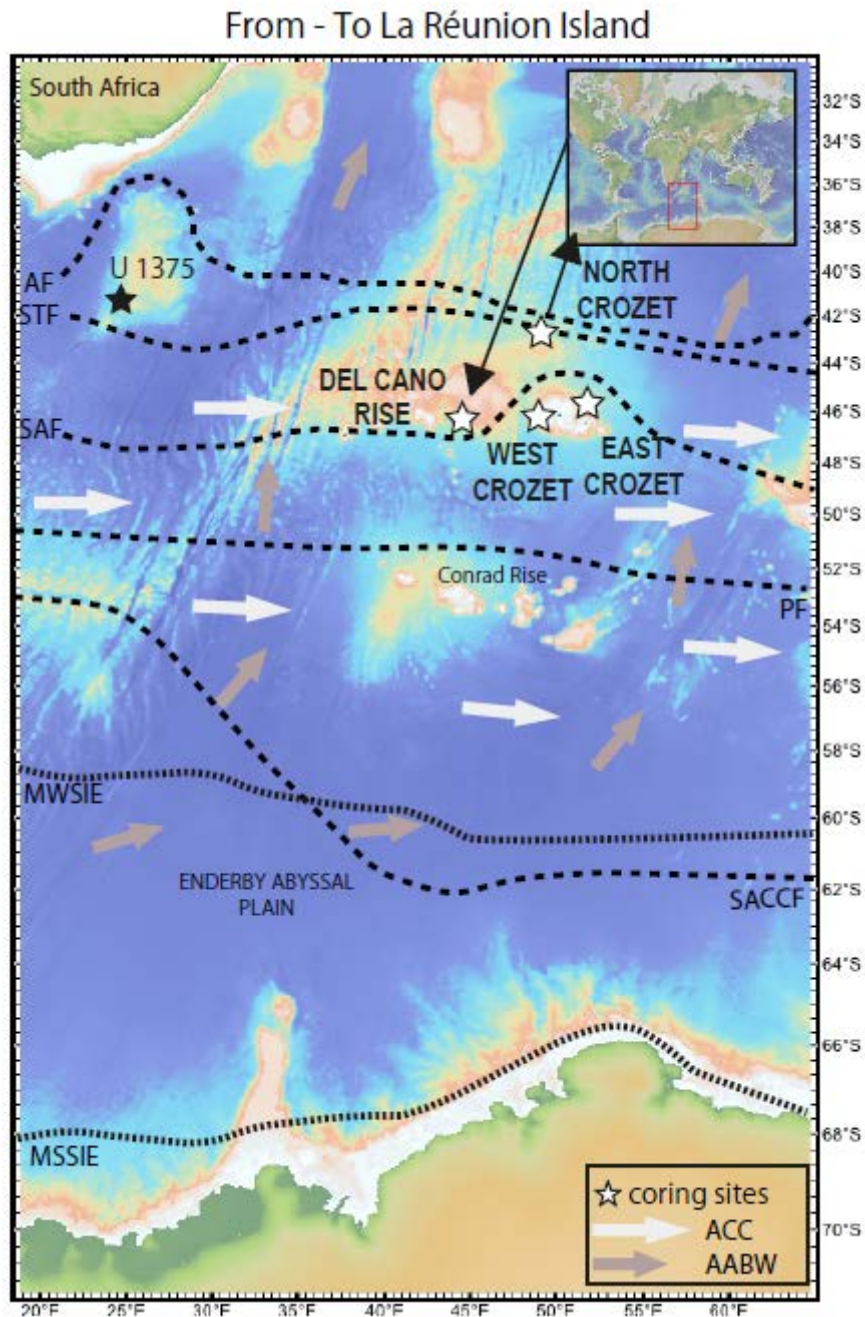 From - To La Réunion Island
South Africa
32°S
34°S
36°S
38°S
40°S
42°S
44°S
46°S
48°S
50°S
52°S
54°S
56°S
58°S
60°S
62°S
64°S
66°S
68°S
70°S
AF
U 1375
STF
NORTH
CROZET
DEL CANO
RISE
SAF
WEST
CROZET
EAST
CROZET
Conrad Rise
PF
MWSIE
ENDERBY ABYSSAL
PLAIN
SACCF
MSSIE
coring sites
ACC
AABW
20°E
25°E
30°E
35°E
40°E
45°E
50°E
55°E
60°E